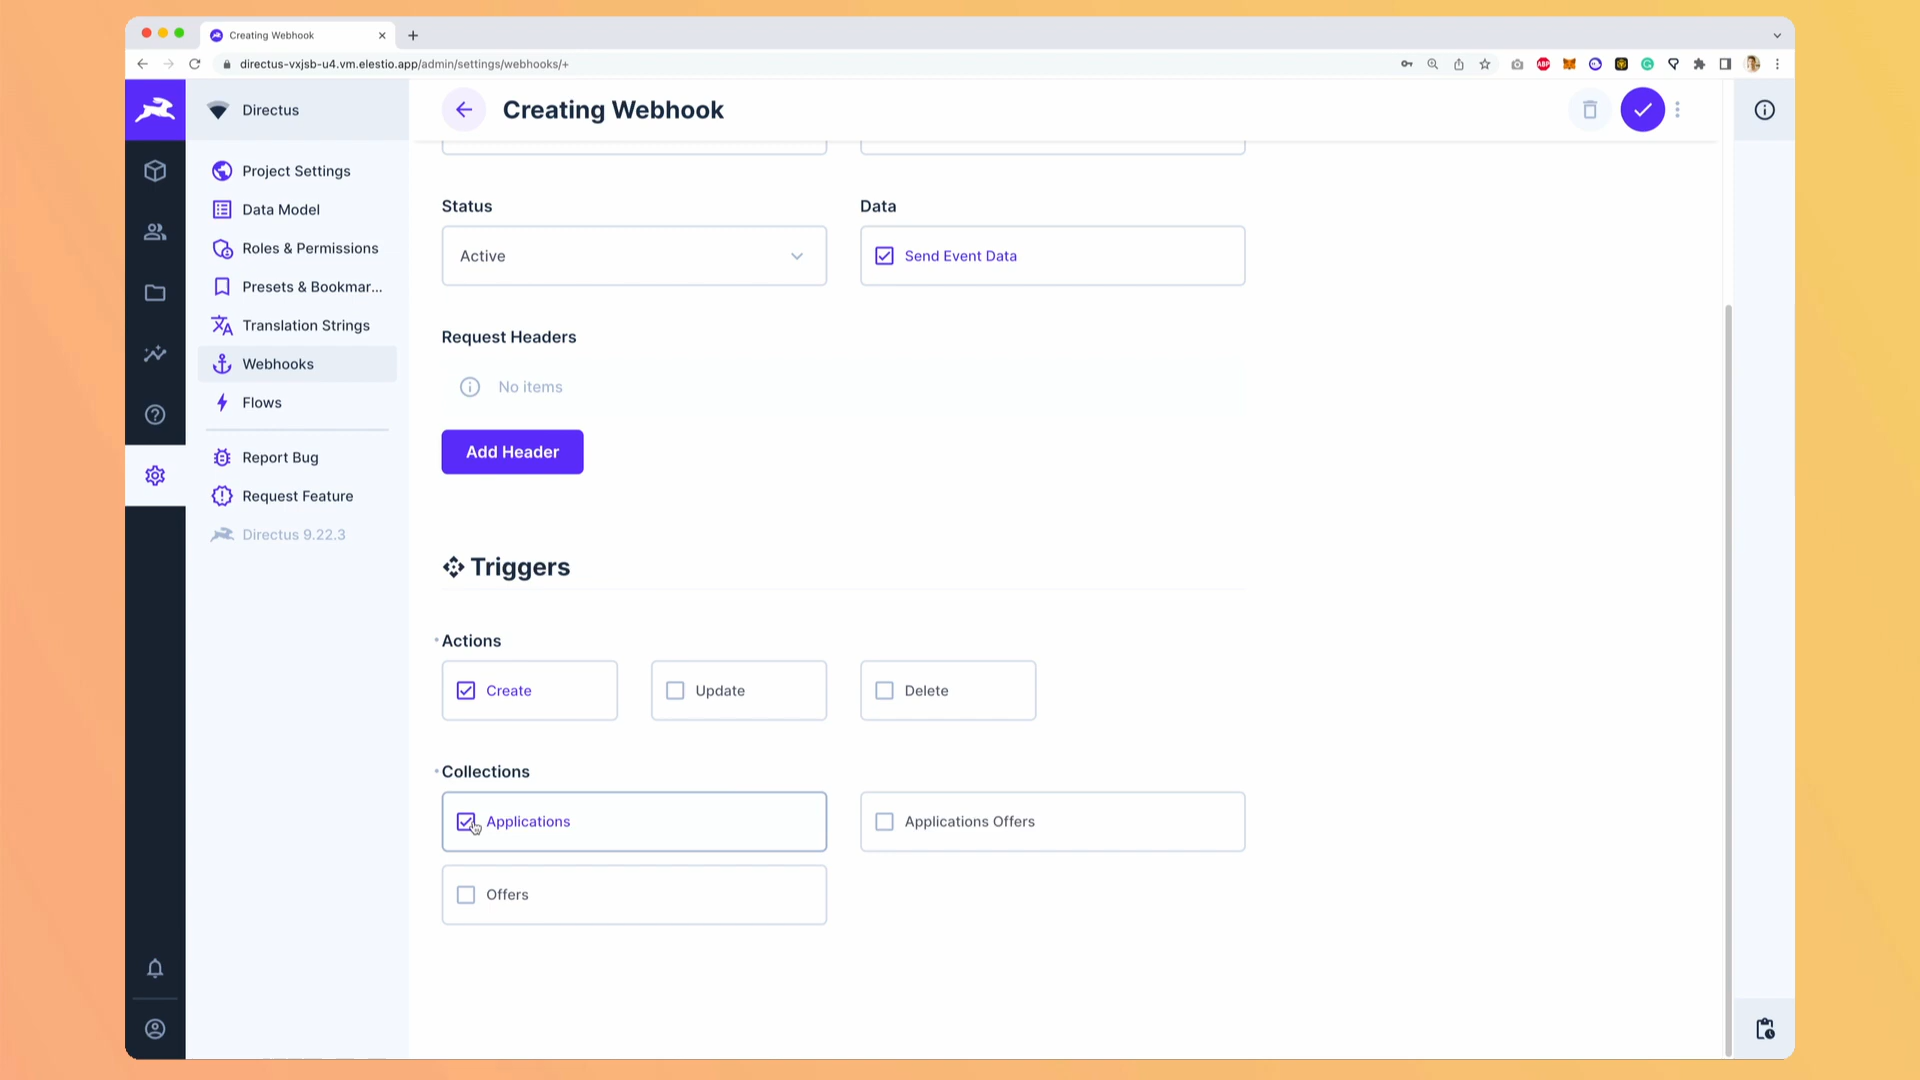 Creating Webhook
directus-vxjsb-u4.vm.elestio.app/admin/settings/webhooks/+
ABP
Directus
Creating Webhook
Project Settings
Data Model
Roles & Permissions
Presets & Bookmar...
Translation Strings
Webhooks
Flows
Report Bug
Request Feature
Directus 9.22.3
Status
Data
Active
Send Event Data
Request Headers
No items
Add Header
Triggers
Actions
Create
Update
Delete
Collections
Applications
Applications Offers
Offers